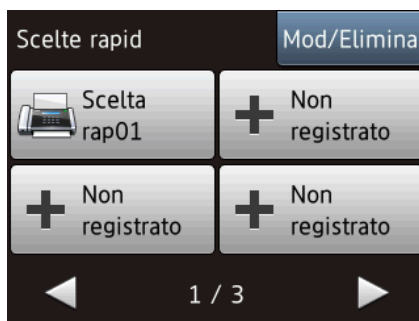 Scelte rapid
Mod/Elimina
Scelta
rap01
Non
registrato
Non
registrato
Non
registrato
1 / 3